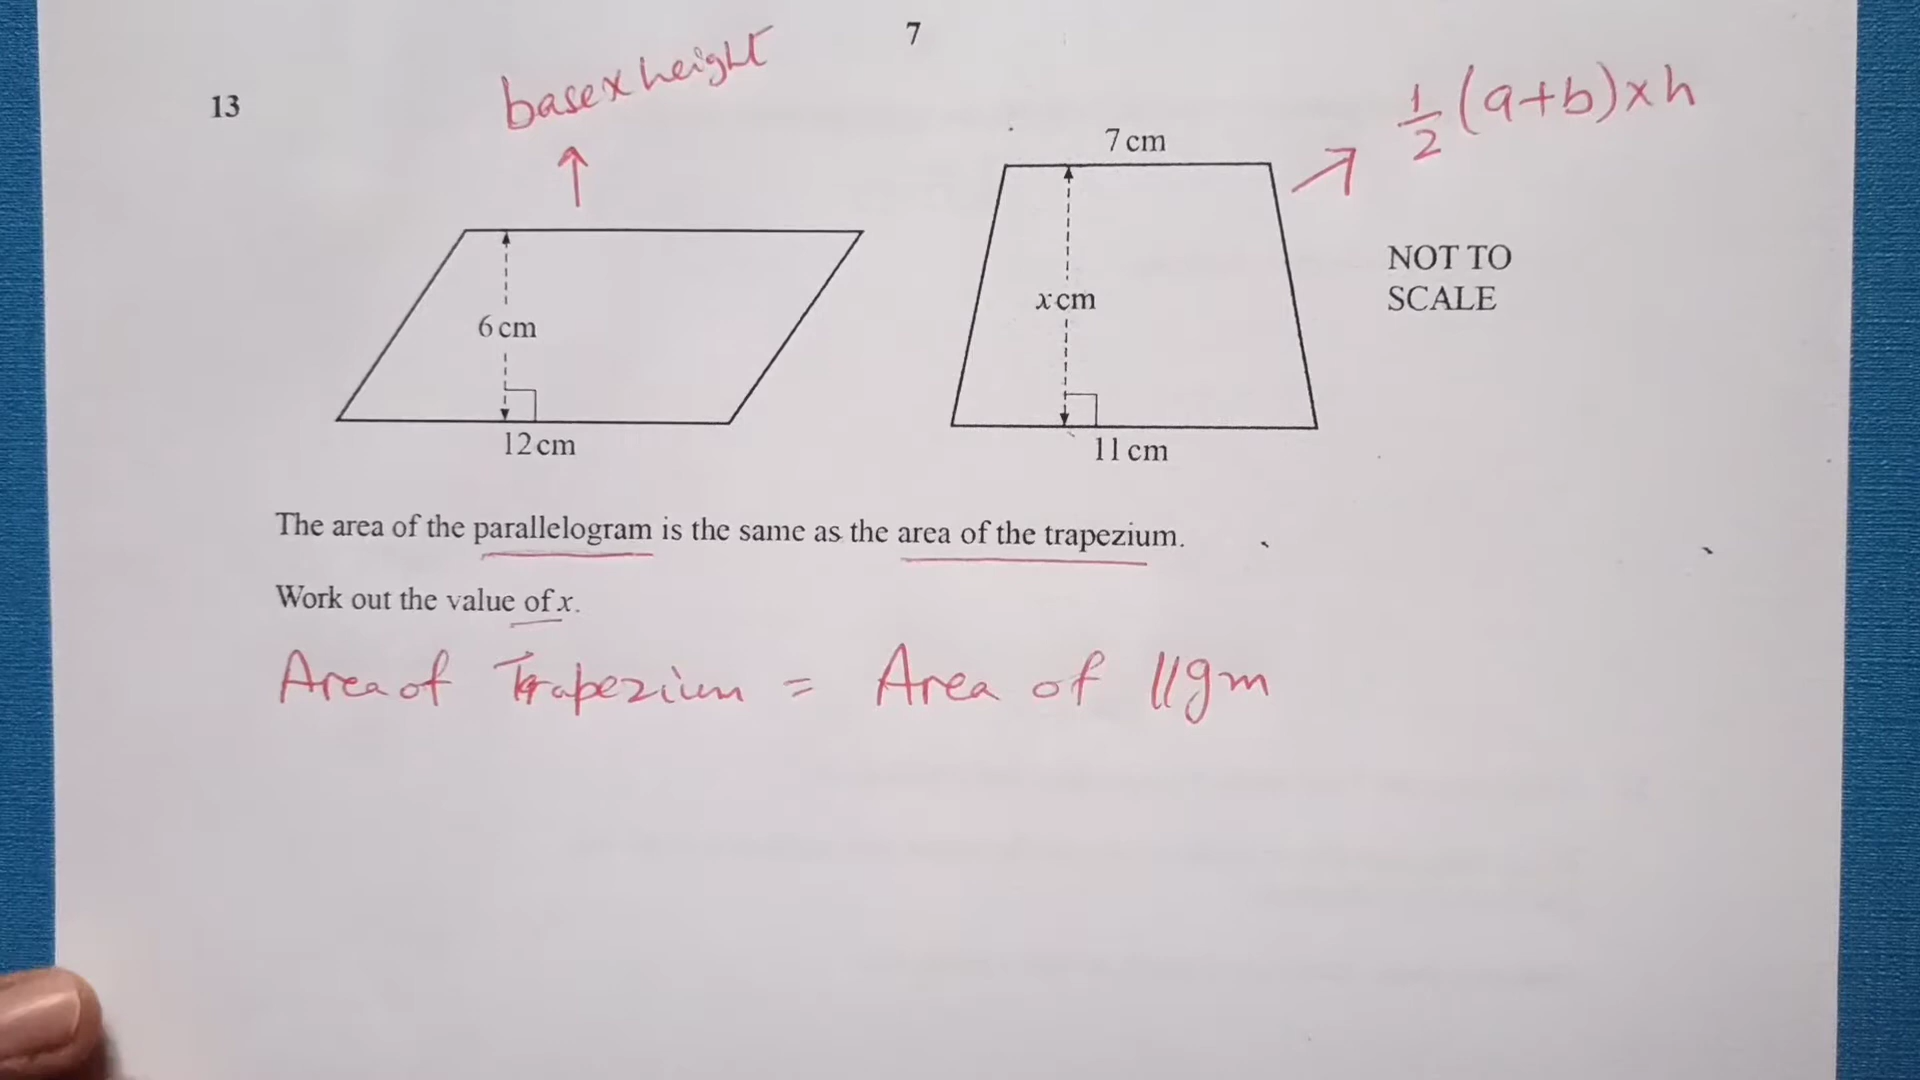 7
13
base x height
1/2 (a+b) x h
7 cm
6 cm
x cm
NOT TO
SCALE
12 cm
11 cm
The area of the parallelogram is the same as the area of the trapezium.
Work out the value of x.
Area of Trapezium = Area of llgm